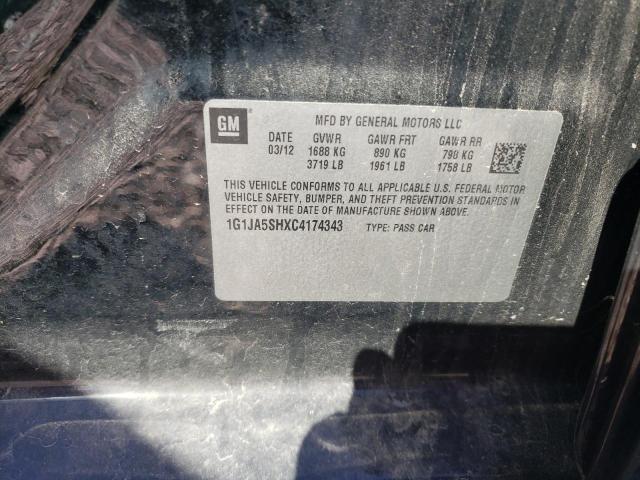 GM
MFD BY GENERAL MOTORS LLC
DATE GVWR GAWR FRT GAWR RR
03/12 1688 KG 890 KG 798 KG
3719 LB 1961 LB 1758 LB
THIS VEHICLE CONFORMS TO ALL APPLICABLE U.S. FEDERAL MOTOR
VEHICLE SAFETY, BUMPER, AND THEFT PREVENTION STANDARDS IN
EFFECT ON THE DATE OF MANUFACTURE SHOWN ABOVE.
1G1JA5SHXC4174343 TYPE: PASS CAR